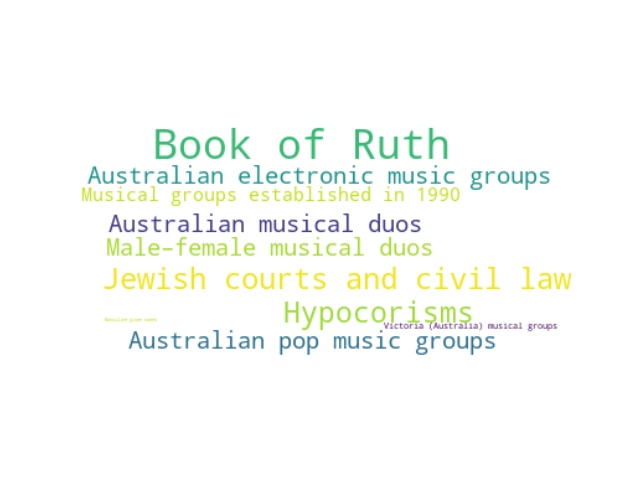 Book of Ruth
Australian electronic music groups
Musical groups established in 1990
Australian musical duos
Male–female musical duos
Jewish courts and civil law
Hypocorisms
Victoria (Australia) musical groups
Australian pop music groups